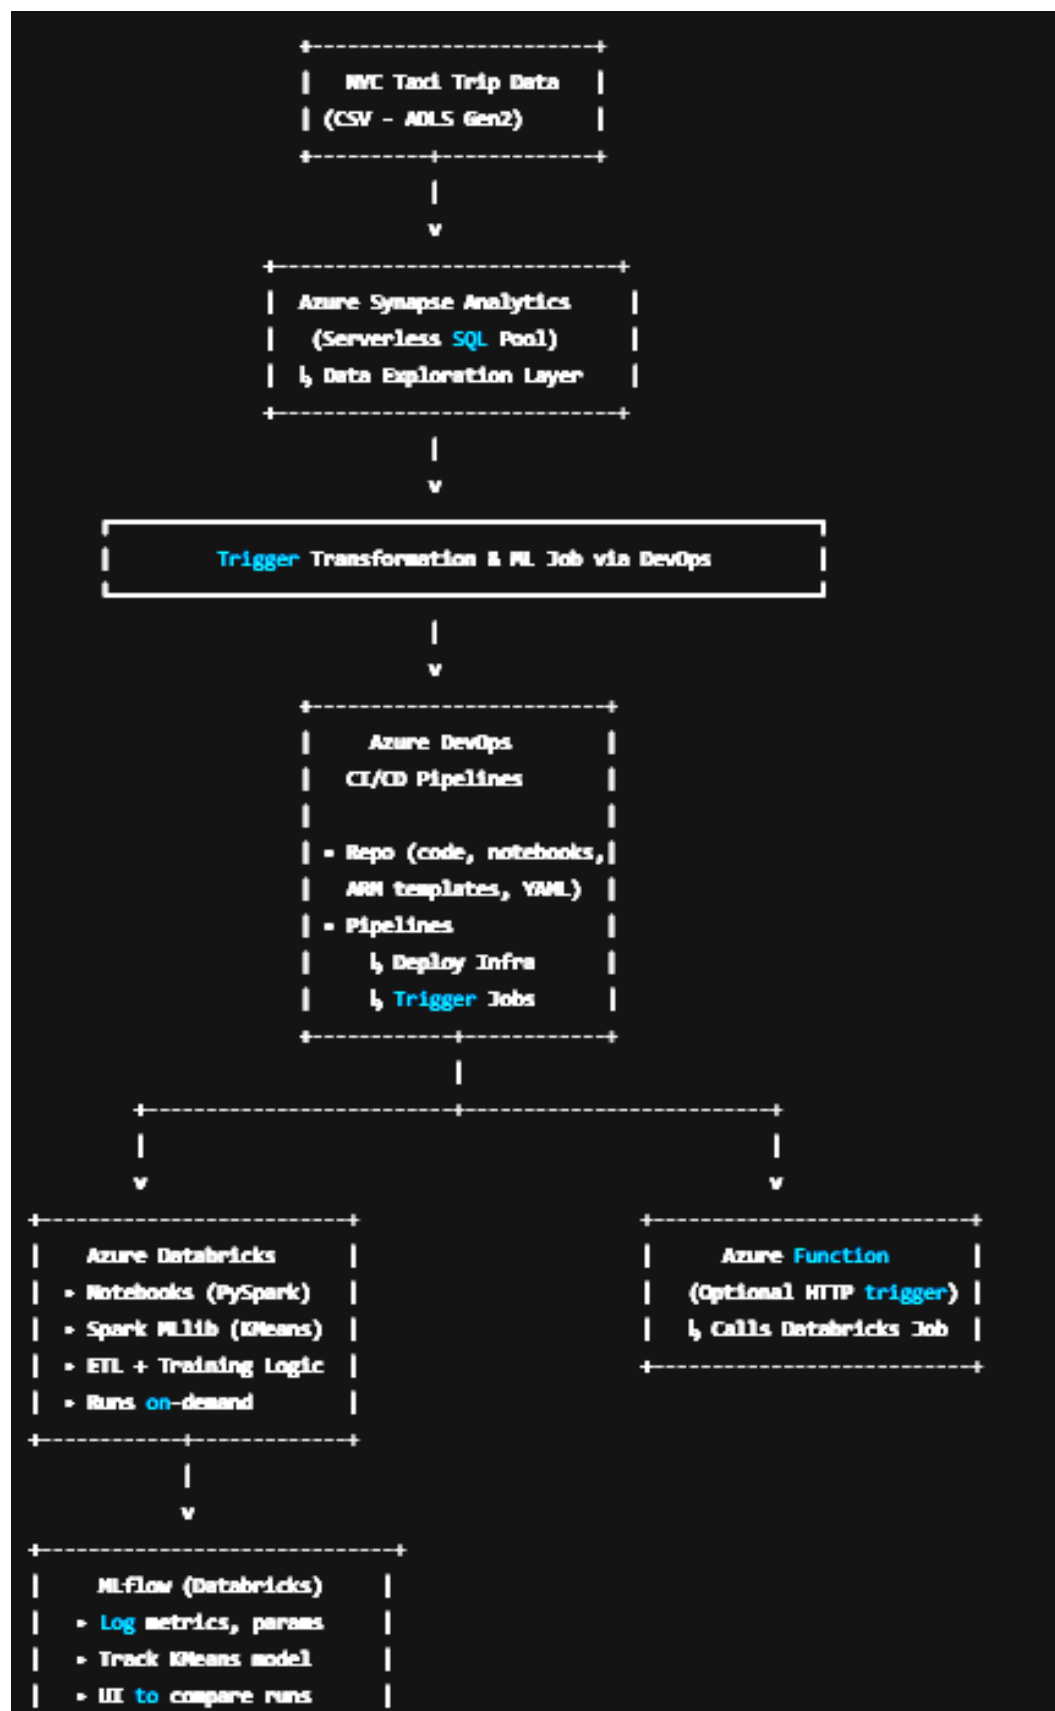 NYC Taxi Trip Data
(CSV - ADLS Gen2)
v
Azure Synapse Analytics
(Serverless SQL Pool)
↳ Data Exploration Layer
v
Trigger Transformation & ML Job via DevOps
v
Azure DevOps
CI/CD Pipelines
• Repo (code, notebooks,
ARM templates, YAML)
• Pipelines
↳ Deploy Infra
↳ Trigger Jobs
v v
Azure Databricks
• Notebooks (PySpark)
• Spark MLlib (KMeans)
• ETL + Training Logic
• Runs on-demand
Azure Function
(Optional HTTP trigger)
↳ Calls Databricks Job
v
MLflow (Databricks)
• Log metrics, params
• Track KMeans model
• UI to compare runs